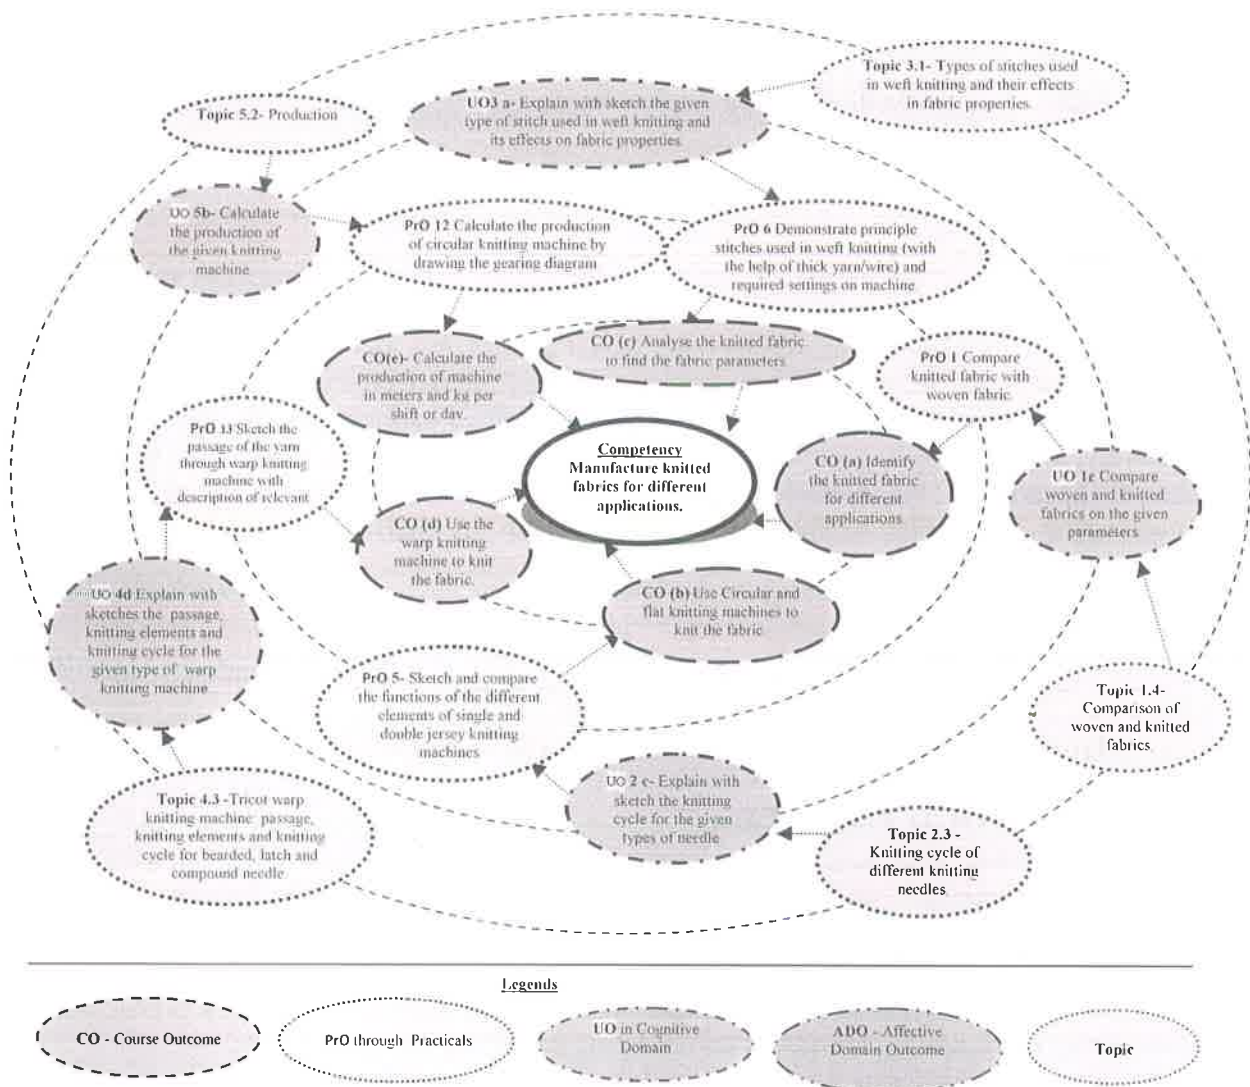 Topic 3.1- Types of stitches used
in weft knitting and their effects
in fabric properties.
UO3 a- Explain with sketch the given
type of stitch used in weft knitting and
its effects on fabric properties
Topic 5.2- Production
UO 5b- Calculate
the production of
the given knitting
machine
PrO 12 Calculate the production
of circular knitting machine by
drawing the gearing diagram
PrO 6 Demonstrate principle
stitches used in weft knitting (with
the help of thick yarn/wire) and
required settings on machine
CO(e)- Calculate the
production of machine
in meters and kg per
shift or day.
CO (c) Analyse the knitted fabric
to find the fabric parameters
PrO 1 Compare
knitted fabric with
woven fabric.
PrO 13 Sketch the
passage of the yarn
through warp knitting
machine with
description of relevant
Competency
Manufacture knitted
fabrics for different
applications.
CO (a) Identify
the knitted fabric
for different
applications
UO 1c Compare
woven and knitted
fabrics on the given
parameters
CO (d) Use the
warp knitting
machine to knit
the fabric.
CO (b) Use Circular and
flat knitting machines to
knit the fabric
UO 4d Explain with
sketches the passage,
knitting elements and
knitting cycle for the
given type of warp
knitting machine
PrO 5- Sketch and compare
the functions of the different
elements of single and
double jersey knitting
machines
Topic 1.4-
Comparison of
woven and knitted
fabrics
UO 2 c- Explain with
sketch the knitting
cycle for the given
types of needle
Topic 4.3 -Tricot warp
knitting machine passage,
knitting elements and knitting
cycle for bearded, latch and
compound needle
Topic 2.3 -
Knitting cycle of
different knitting
needles
Legends
CO - Course Outcome
PrO through Practicals
UO in Cognitive
Domain
ADO - Affective
Domain Outcome
Topic